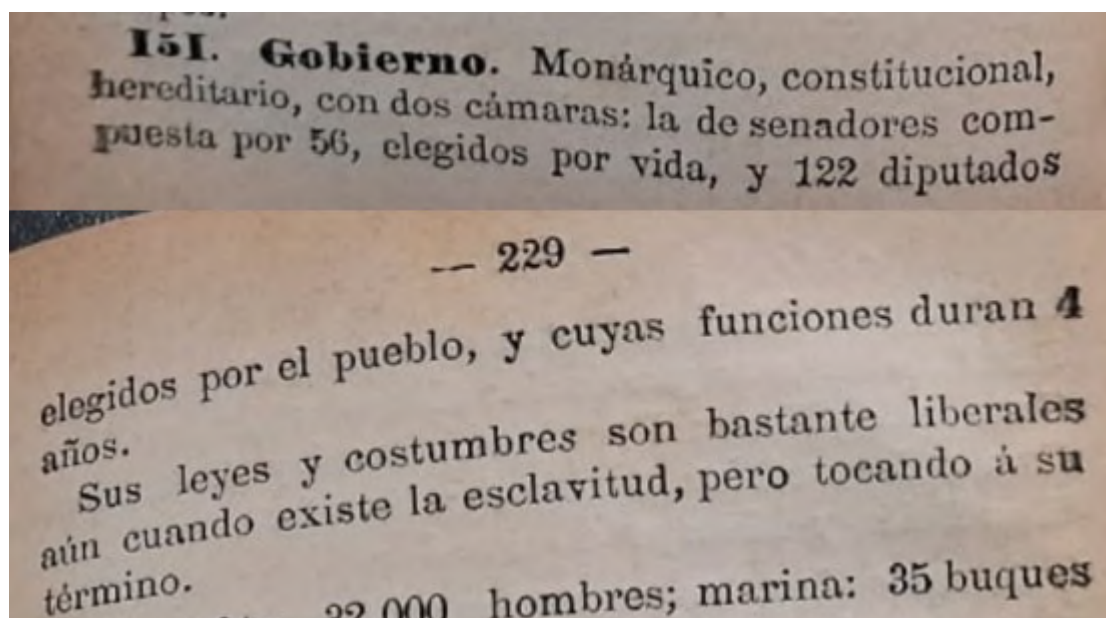 151. Gobierno. Monárquico, constitucional,
hereditario, con dos cámaras: la de senadores com-
puesta por 56, elegidos por vida, y 122 diputados
— 229 —
elegidos por el pueblo, y cuyas funciones duran 4
años.
Sus leyes y costumbres son bastante liberales
aún cuando existe la esclavitud, pero tocando á su
término.
hombres; marina: 35 buques